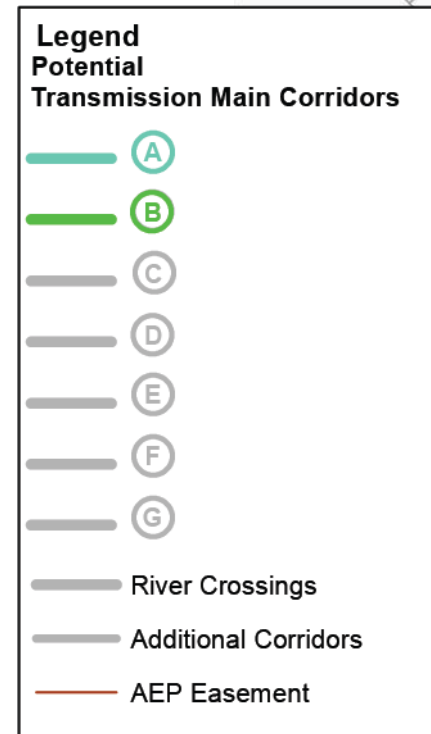 Legend
Potential
Transmission Main Corridors
A
B
C
D
E
F
G
River Crossings
Additional Corridors
AEP Easement